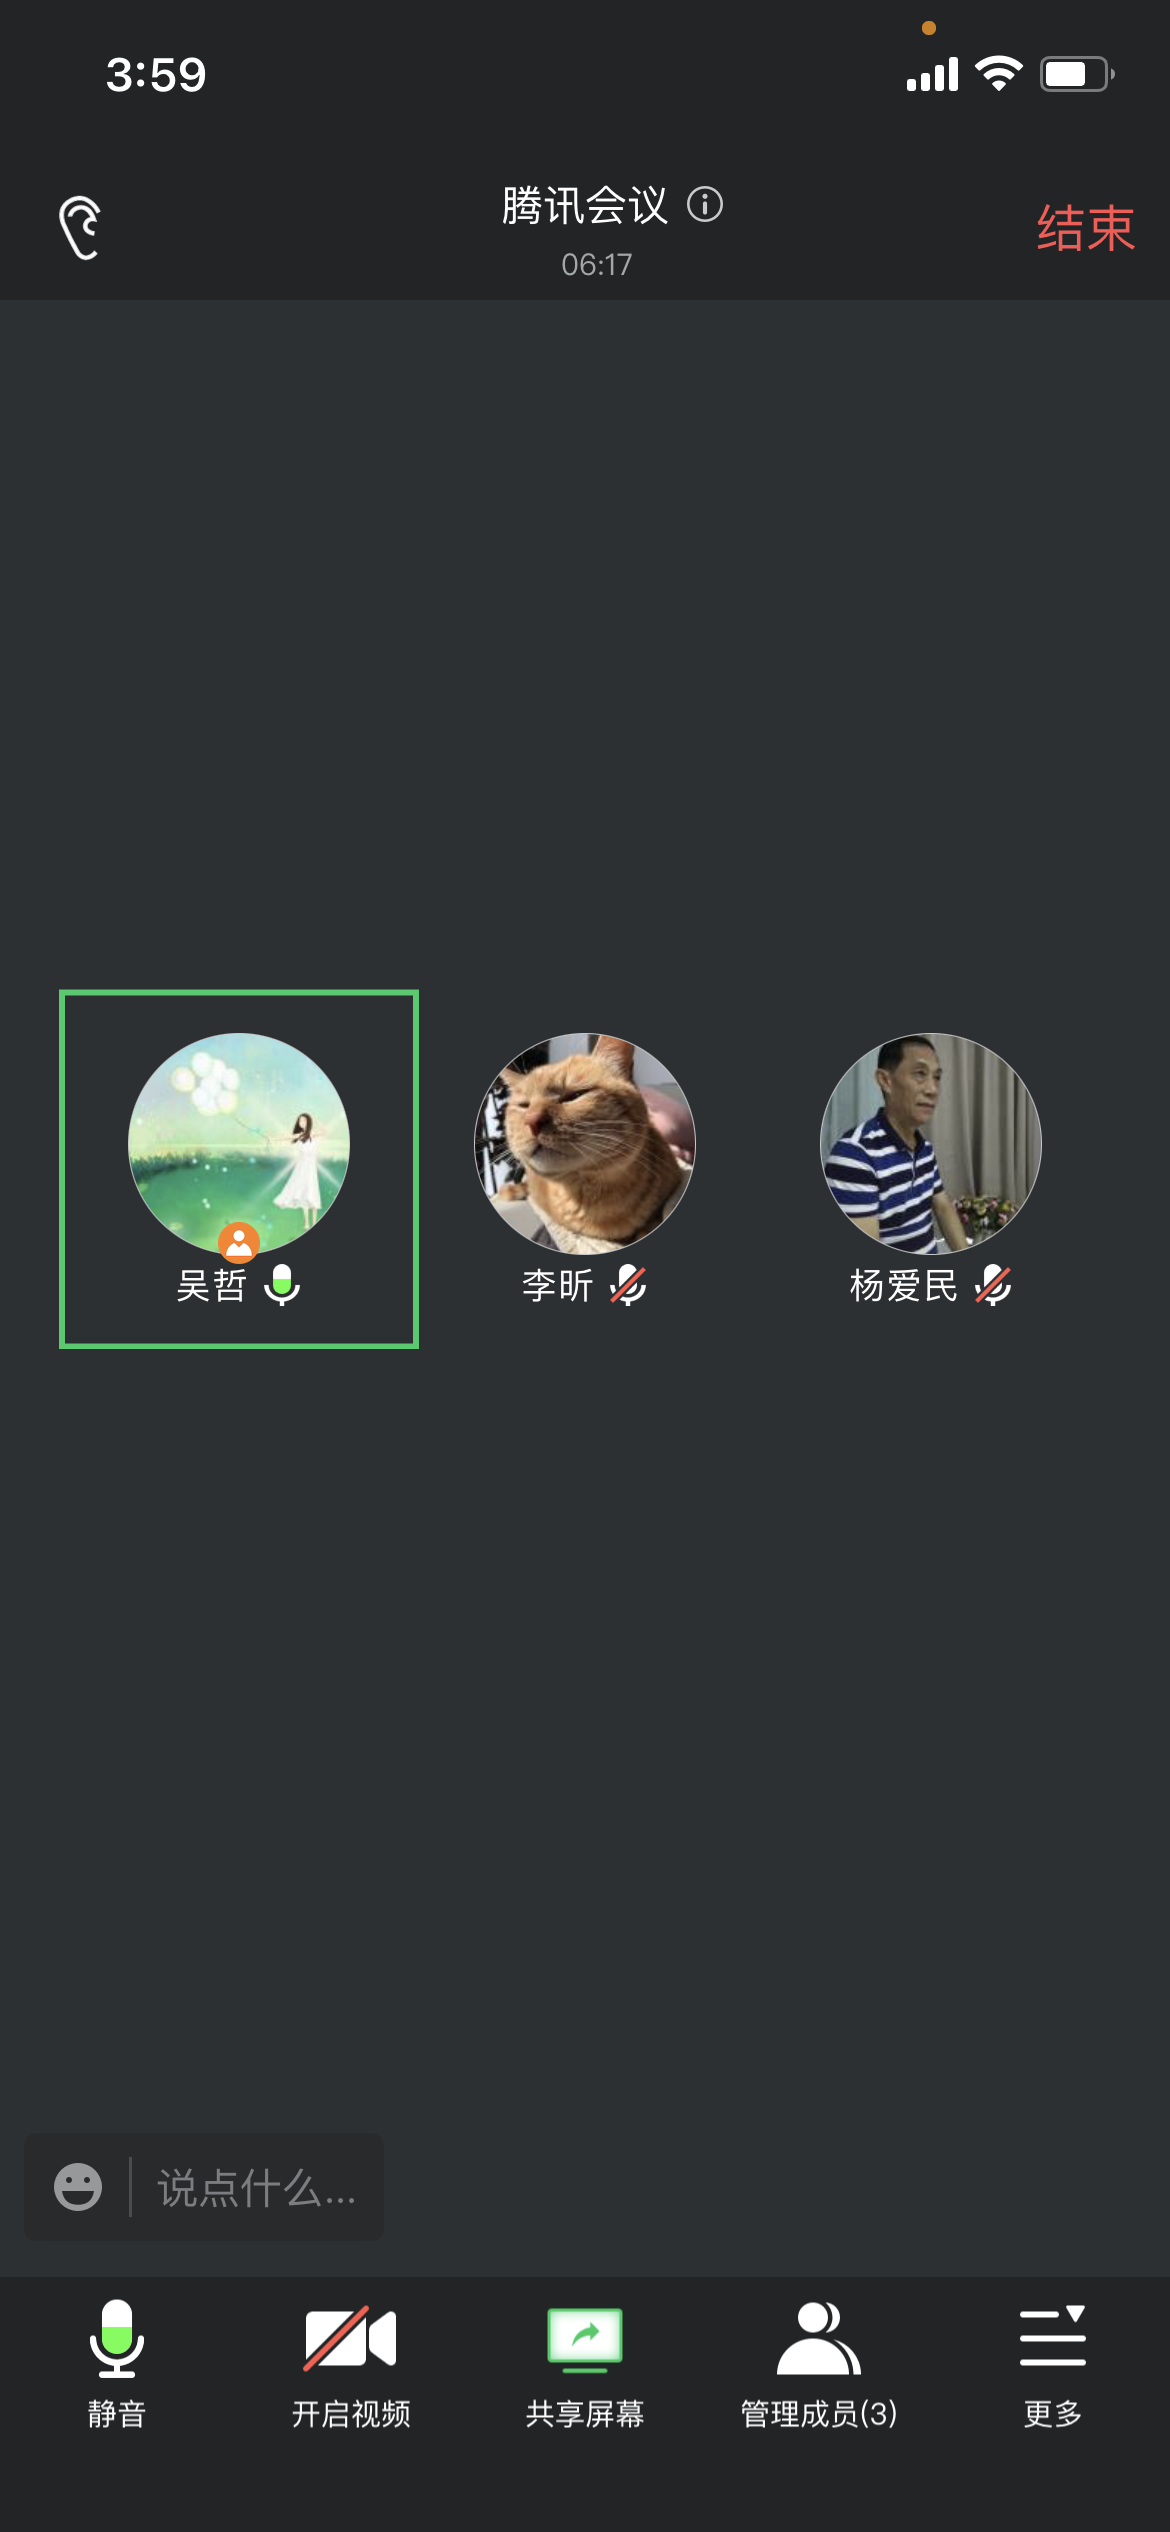 3:59
腾讯会议
06:17
结束
吴哲
李昕
杨爱民
说点什么...
静音
开启视频
共享屏幕
管理成员(3)
更多